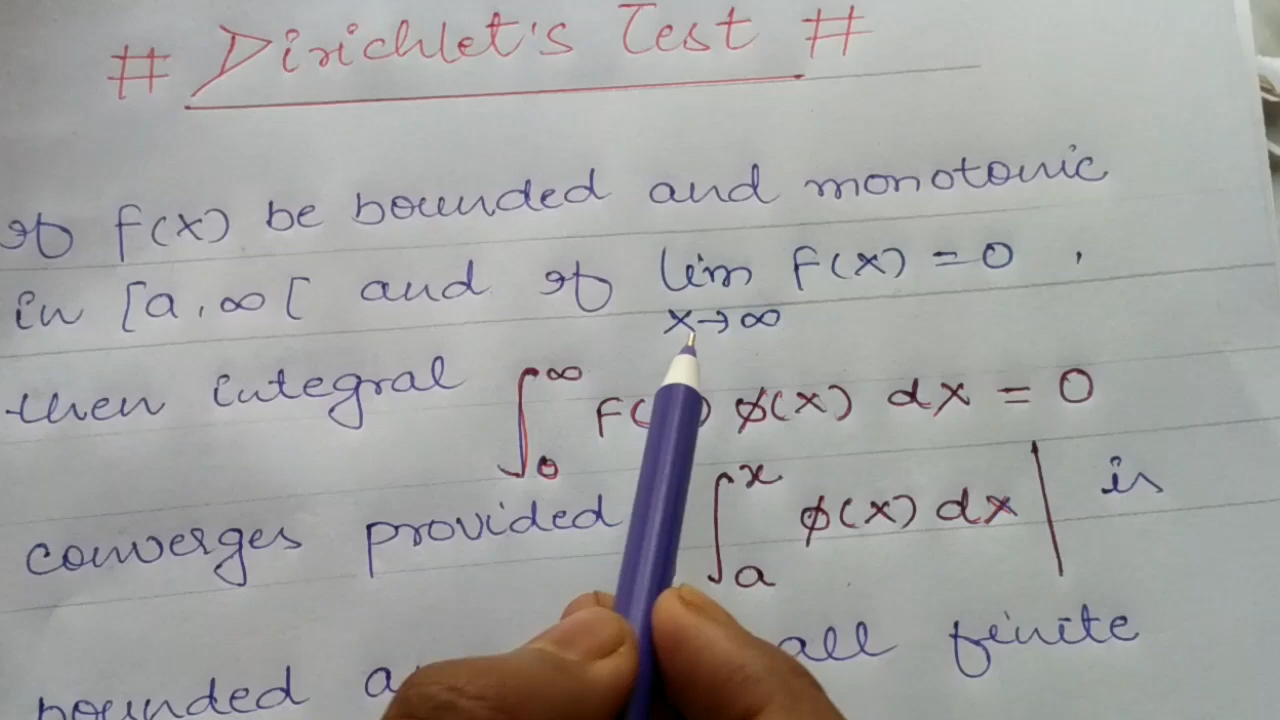 # Dirichlet's Test #
If f(x) be bounded and monotonic
in [a, ∞[ and if lim f(x) = 0 ,
x→∞
then integral ∫₀^∞ f( ) φ(x) dx = 0
converges provided ∫ₐˣ φ(x) dx | is
bounded all finite